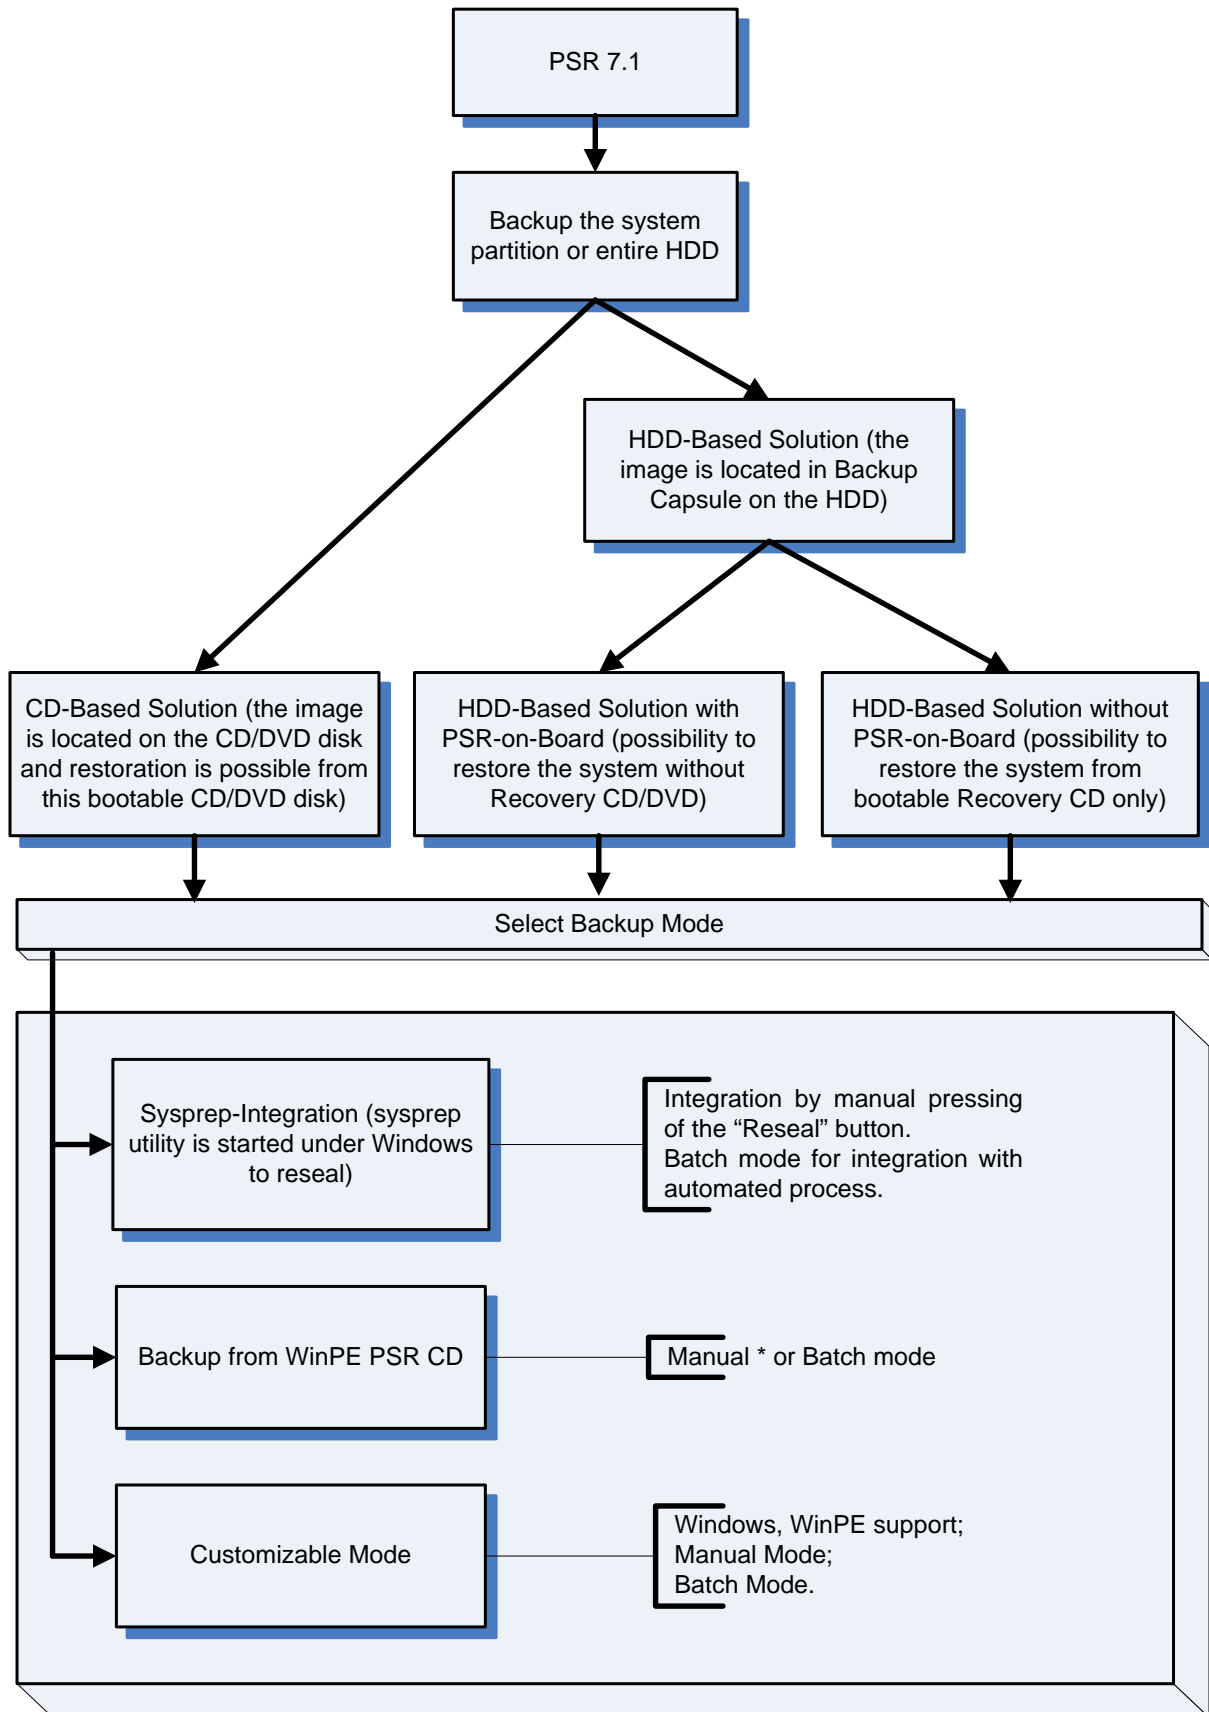 PSR 7.1
Backup the system
partition or entire HDD
HDD-Based Solution (the
image is located in Backup
Capsule on the HDD)
CD-Based Solution (the image
is located on the CD/DVD disk
and restoration is possible from
this bootable CD/DVD disk)
HDD-Based Solution with
PSR-on-Board (possibility to
restore the system without
Recovery CD/DVD)
HDD-Based Solution without
PSR-on-Board (possibility to
restore the system from
bootable Recovery CD only)
Select Backup Mode
Sysprep-Integration (sysprep
utility is started under Windows
to reseal)
Integration by manual pressing
of the “Reseal” button.
Batch mode for integration with
automated process.
Backup from WinPE PSR CD
Manual * or Batch mode
Customizable Mode
Windows, WinPE support;
Manual Mode;
Batch Mode.